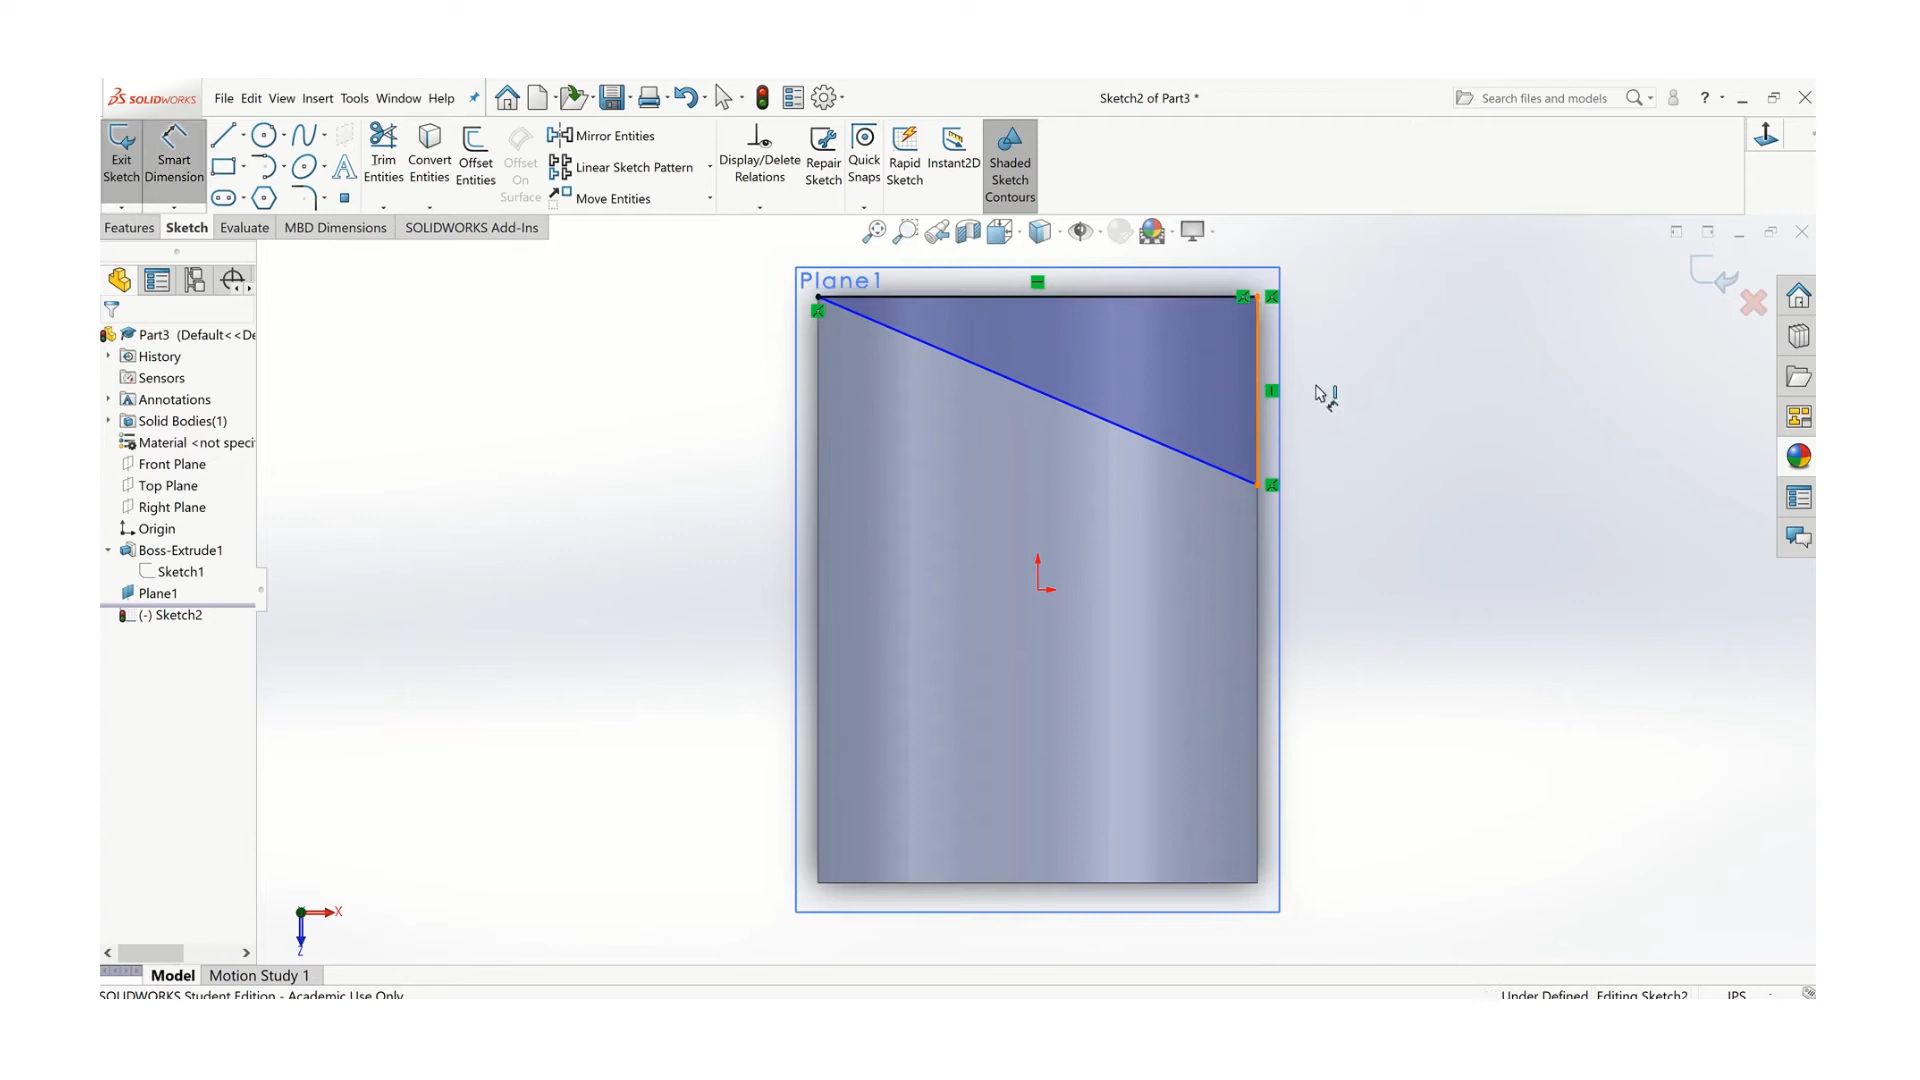 SOLIDWORKS File Edit View Insert Tools Window Help Sketch2 of Part3 * Search files and models ?
Exit Sketch
Smart Dimension
Trim Entities
Convert Entities
Offset Entities
Offset On Surface
Mirror Entities
Linear Sketch Pattern
Move Entities
Display/Delete Relations
Repair Sketch
Quick Snaps
Rapid Sketch
Instant2D
Shaded Sketch Contours
Features Sketch Evaluate MBD Dimensions SOLIDWORKS Add-Ins
Plane1
Part3 (Default<<De
History
Sensors
Annotations
Solid Bodies(1)
Material <not speci
Front Plane
Top Plane
Right Plane
Origin
Boss-Extrude1
Sketch1
Plane1
(-) Sketch2
X
Z
Model Motion Study 1
SOLIDWORKS Student Edition - Academic Use Only Under Defined Editing Sketch2 IPS -